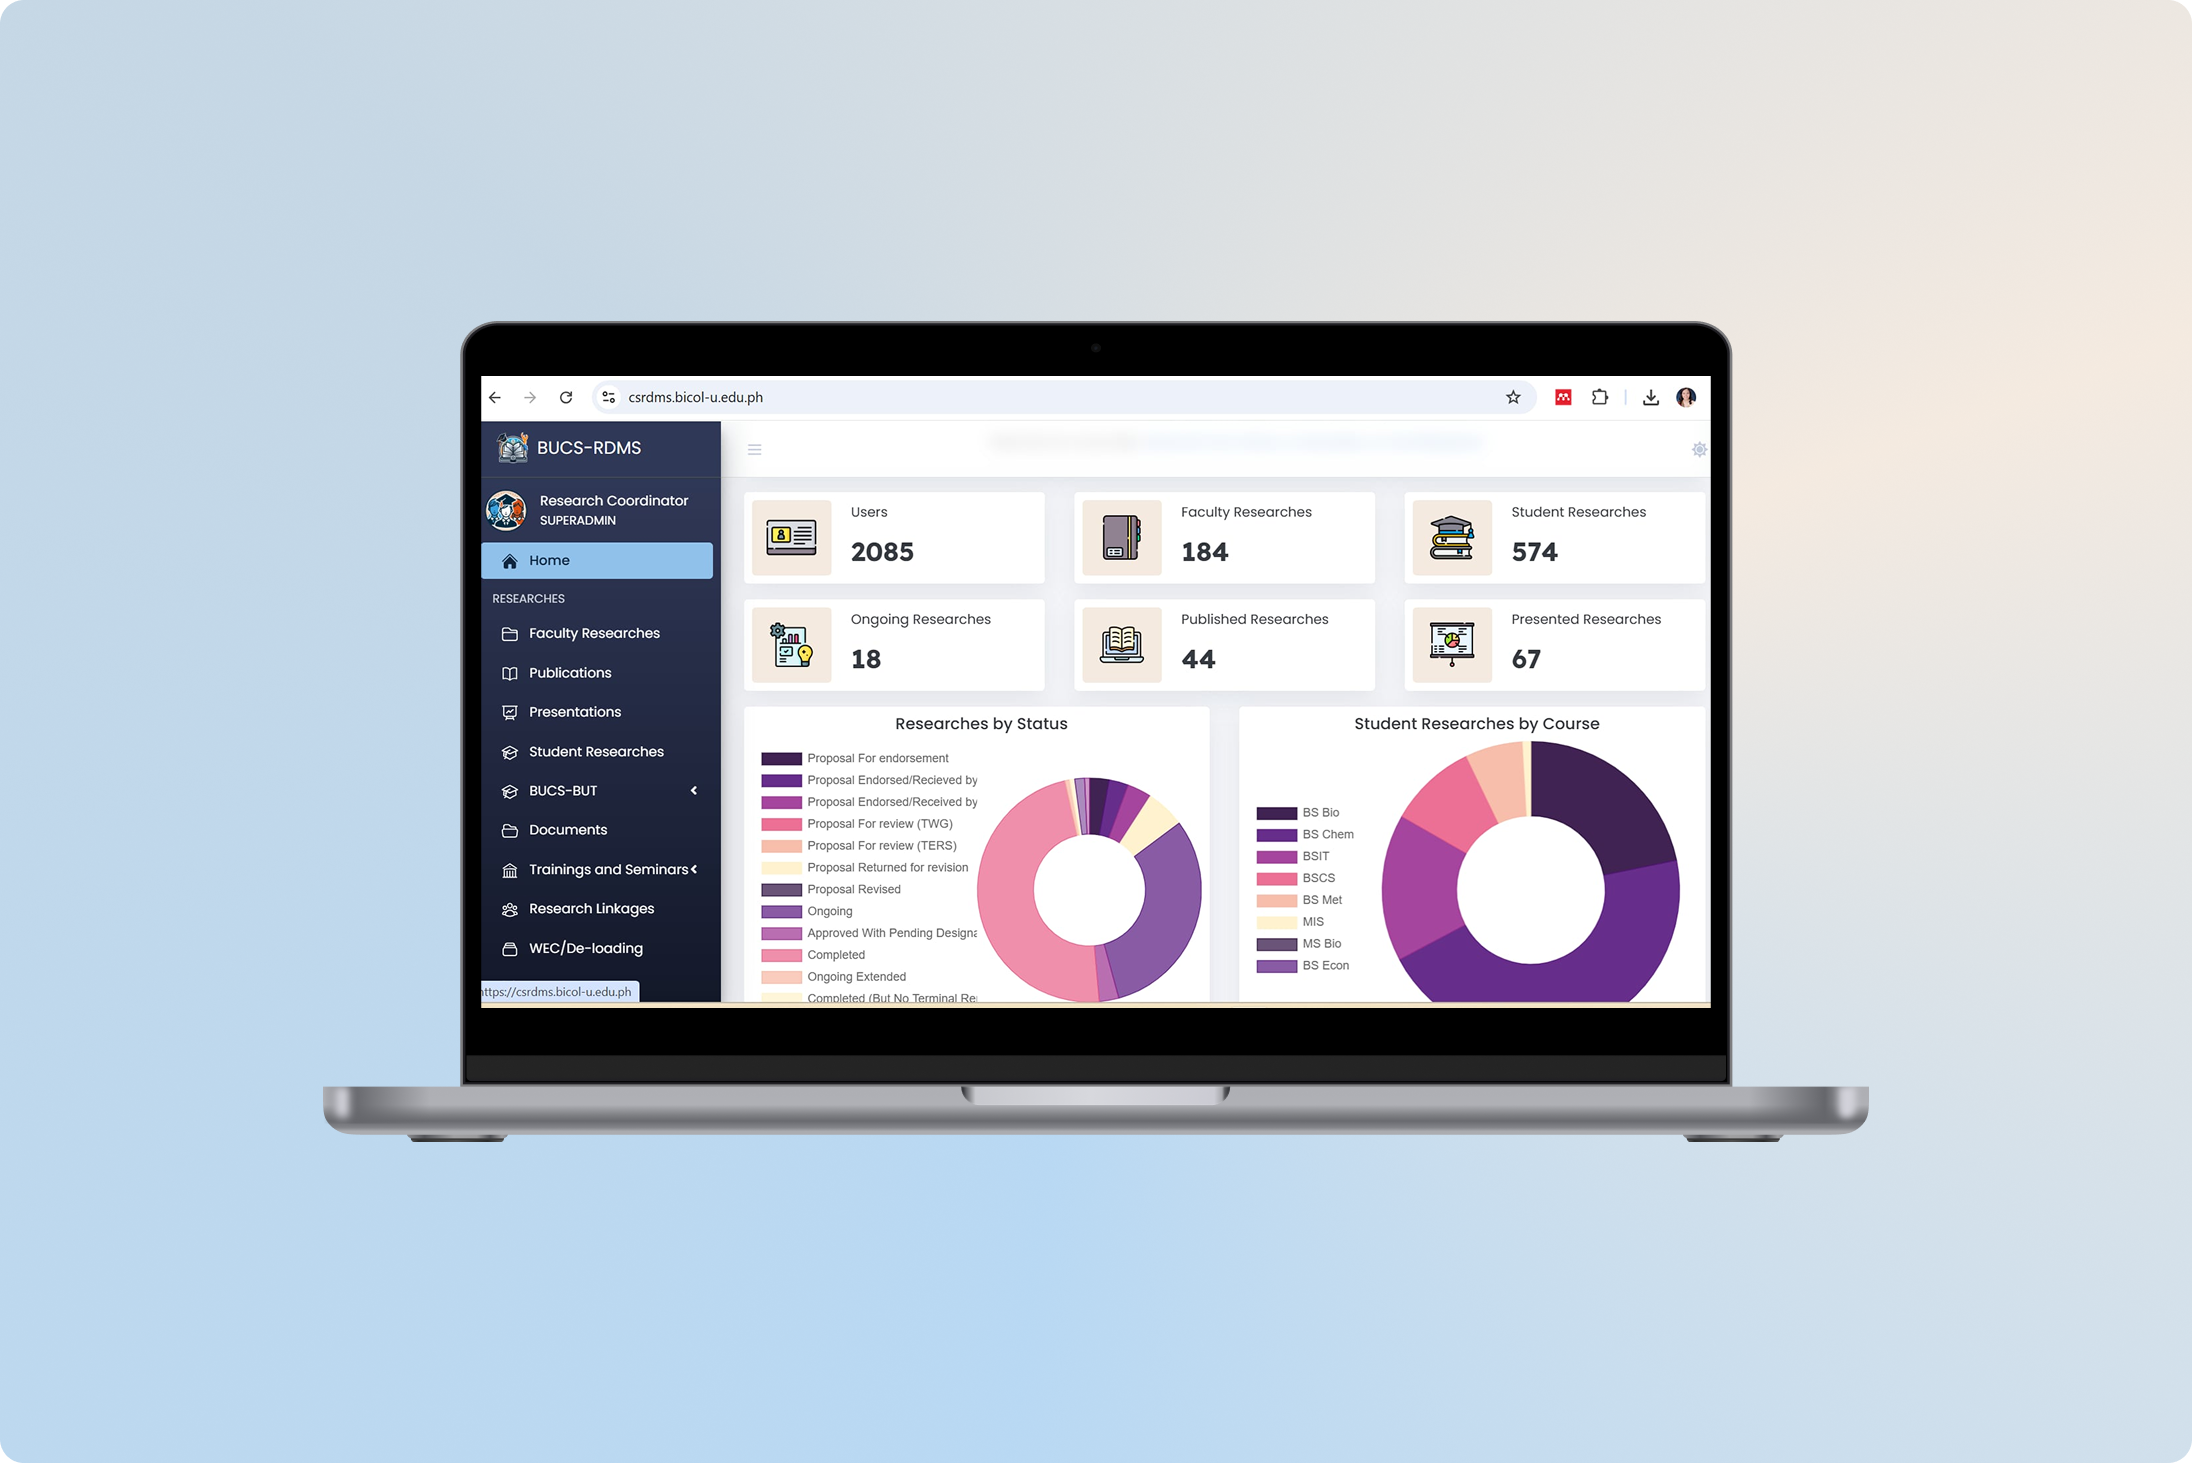 csrdms.bicol-u.edu.ph
BUCS-RDMS
Research Coordinator
SUPERADMIN
Home
RESEARCHES
Faculty Researches
Publications
Presentations
Student Researches
BUCS-BUT
Documents
Trainings and Seminars
Research Linkages
WEC/De-loading
https://csrdms.bicol-u.edu.ph
Users
2085
Faculty Researches
184
Student Researches
574
Ongoing Researches
18
Published Researches
44
Presented Researches
67
Researches by Status
Proposal For endorsement
Proposal Endorsed/Recieved by
Proposal Endorsed/Received by
Proposal For review (TWG)
Proposal For review (TERS)
Proposal Returned for revision
Proposal Revised
Ongoing
Approved With Pending Designa
Completed
Ongoing Extended
Completed (But No Terminal Re
Student Researches by Course
BS Bio
BS Chem
BSIT
BSCS
BS Met
MIS
MS Bio
BS Econ